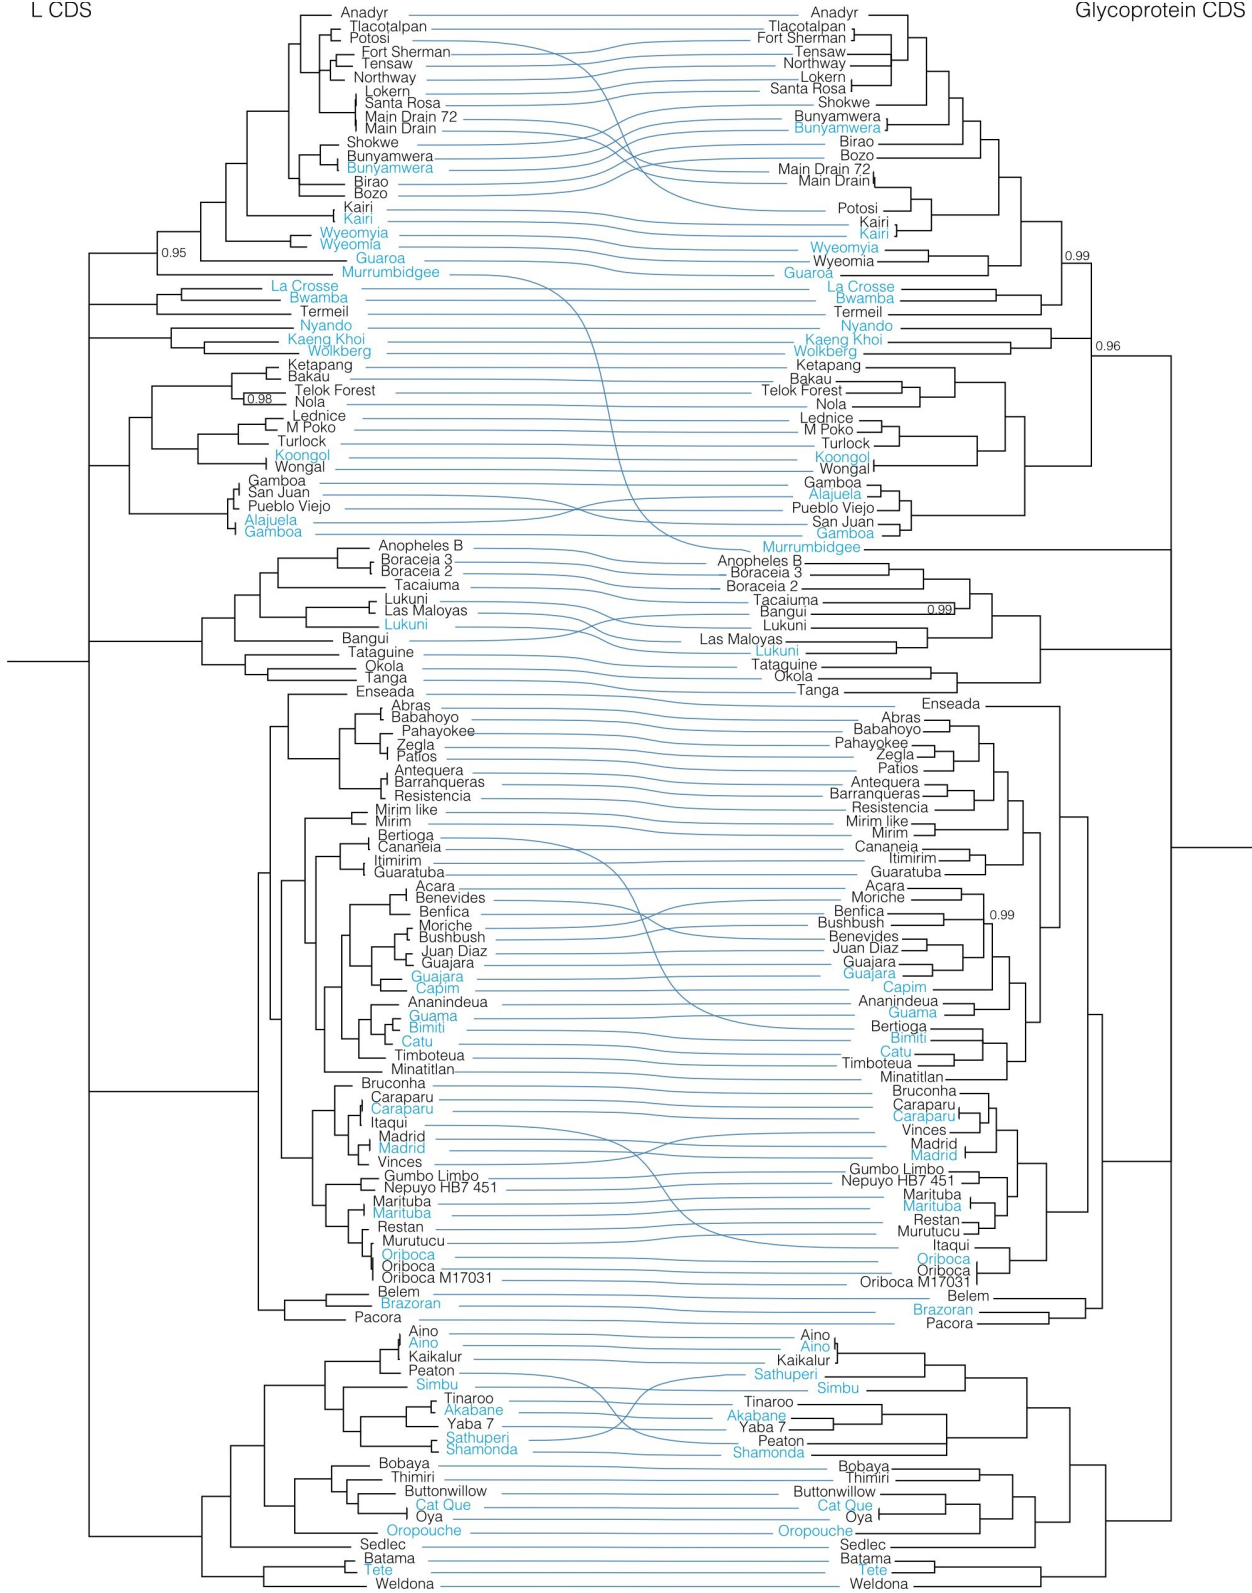 L CDS
Glycoprotein CDS
Anadyr
Tlacotalpan
Potosi
Fort Sherman
Tensaw
Northway
Lokern
Santa Rosa
Main Drain 72
Main Drain
Shokwe
Bunyamwera
Bunyamwera
Birao
Bozo
Kairi
Kairi
Wyeomyia
Wyeomia
Guaroa
Murrumbidgee
0.95
La Crosse
Bwamba
Termeil
Nyando
Kaeng Khoi
Wolkberg
Ketapang
Bakau
Telok Forest
0.98
Nola
Lednice
M Poko
Turlock
Koongol
Wongal
Gamboa
San Juan
Pueblo Viejo
Alajuela
Gamboa
Anopheles B
Boraceia 3
Boraceia 2
Tacaiuma
Lukuni
Las Maloyas
Lukuni
Bangui
Tataguine
Okola
Tanga
Enseada
Abras
Babahoyo
Pahayokee
Zegla
Patios
Antequera
Barranqueras
Resistencia
Mirim like
Mirim
Bertioga
Cananeia
Itimirim
Guaratuba
Acara
Benevides
Benfica
Moriche
Bushbush
Juan Diaz
Guajara
Guajara
Capim
Ananindeua
Guama
Bimiti
Catu
Timboteua
Minatitlan
Bruconha
Caraparu
Caraparu
Itaqui
Madrid
Madrid
Vinces
Gumbo Limbo
Nepuyo HB7 451
Marituba
Marituba
Restan
Murutucu
Oriboca
Oriboca
Oriboca M17031
Belem
Brazoran
Pacora
Aino
Aino
Kaikalur
Peaton
Simbu
Tinaroo
Akabane
Yaba 7
Sathuperi
Shamonda
Bobaya
Thimiri
Buttonwillow
Cat Que
Oya
Oropouche
Sedlec
Batama
Tete
Weldona
Anadyr
Tlacotalpan
Fort Sherman
Tensaw
Northway
Lokern
Santa Rosa
Shokwe
Bunyamwera
Bunyamwera
Birao
Bozo
Main Drain 72
Main Drain
Potosi
Kairi
Kairi
Wyeomyia
Wyeomia
Guaroa
0.99
La Crosse
Bwamba
Termeil
Nyando
Kaeng Khoi
Wolkberg
0.96
Ketapang
Bakau
Telok Forest
Nola
Lednice
M Poko
Turlock
Koongol
Wongal
Gamboa
Alajuela
Pueblo Viejo
San Juan
Gamboa
Murrumbidgee
Anopheles B
Boraceia 3
Boraceia 2
Tacaiuma
0.99
Bangui
Lukuni
Las Maloyas
Lukuni
Tataguine
Okola
Tanga
Enseada
Abras
Babahoyo
Pahayokee
Zegla
Patios
Antequera
Barranqueras
Resistencia
Mirim like
Mirim
Cananeia
Itimirim
Guaratuba
Acara
Moriche
Benfica
0.99
Bushbush
Benevides
Juan Diaz
Guajara
Guajara
Capim
Ananindeua
Guama
Bertioga
Bimiti
Catu
Timboteua
Minatitlan
Bruconha
Caraparu
Caraparu
Vinces
Madrid
Madrid
Gumbo Limbo
Nepuyo HB7 451
Marituba
Marituba
Restan
Murutucu
Itaqui
Oriboca
Oriboca
Oriboca M17031
Belem
Brazoran
Pacora
Aino
Aino
Kaikalur
Sathuperi
Simbu
Tinaroo
Akabane
Yaba 7
Peaton
Shamonda
Bobaya
Thimiri
Buttonwillow
Cat Que
Oya
Oropouche
Sedlec
Batama
Tete
Weldona